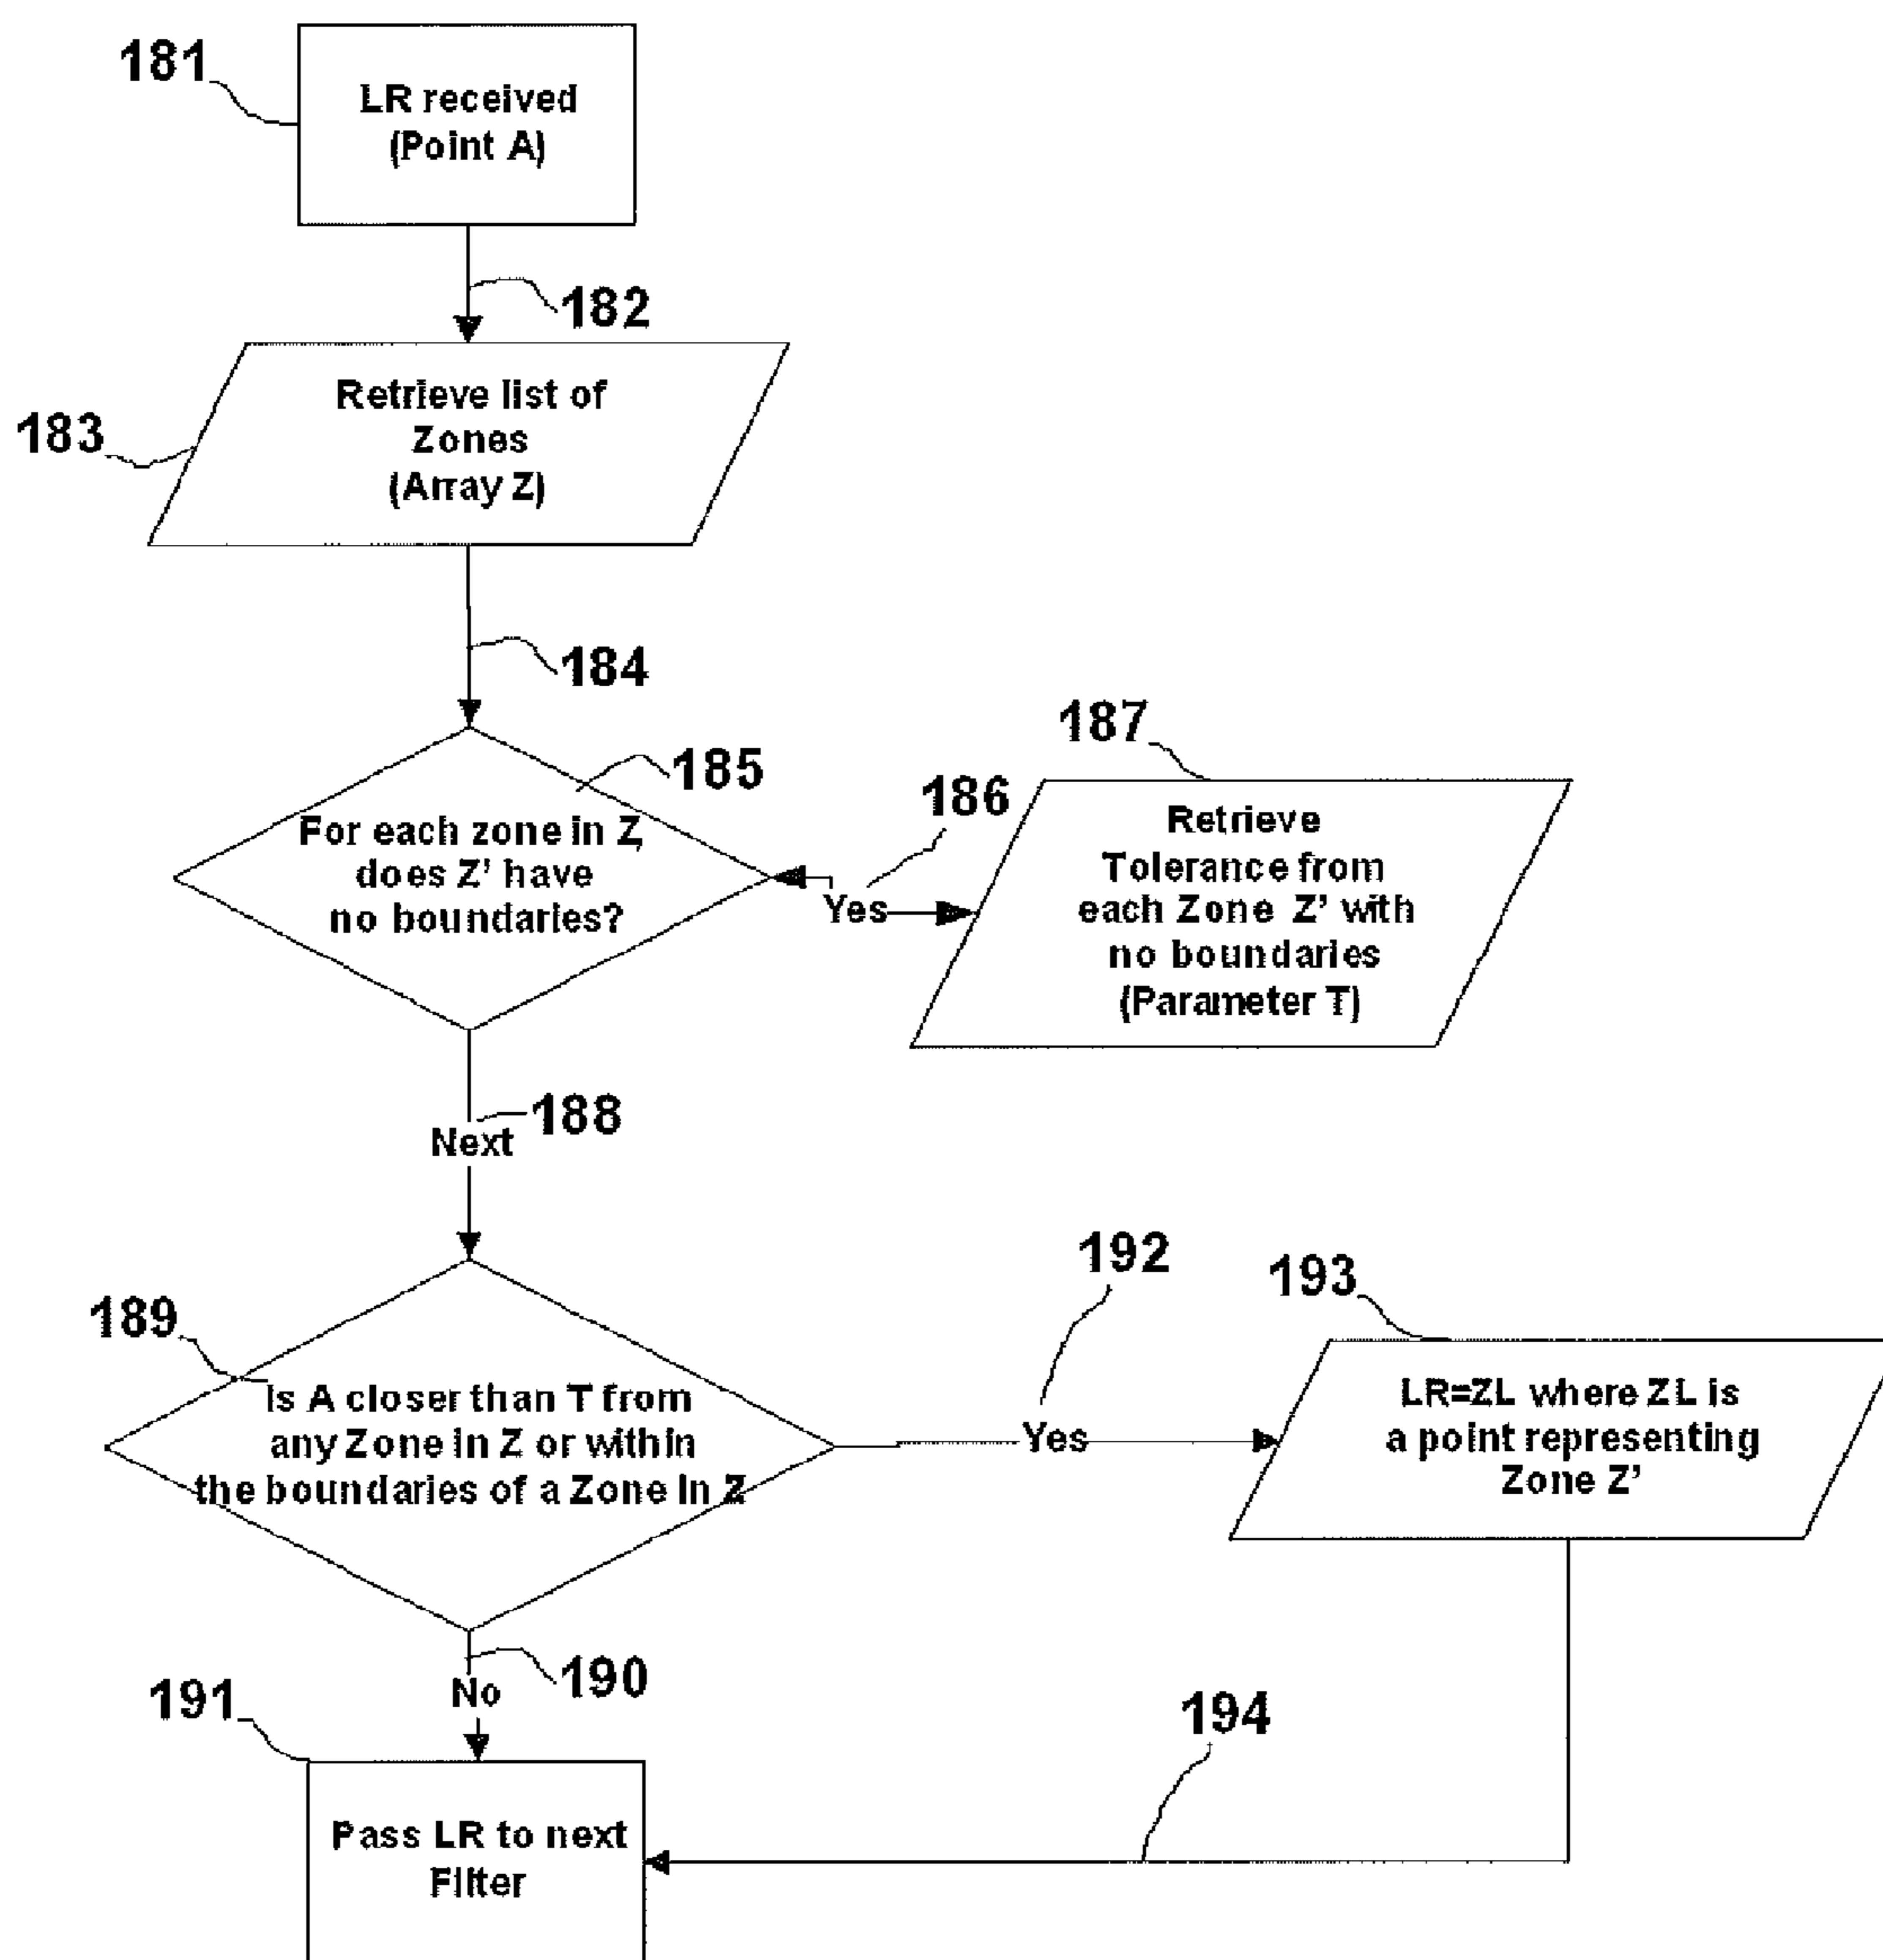 181
LR received
(Point A)
182
Retrieve list of
Zones
(Array Z)
183
184
185
For each zone in Z,
does Z' have
no boundaries?
186
Yes
187
Retrieve
Tolerance from
each Zone Z' with
no boundaries
(Parameter T)
188
Next
189
Is A closer than T from
any Zone in Z or within
the boundaries of a Zone in Z
192
Yes
193
LR=ZL where ZL is
a point representing
Zone Z'
190
No
191
Pass LR to next
Filter
194